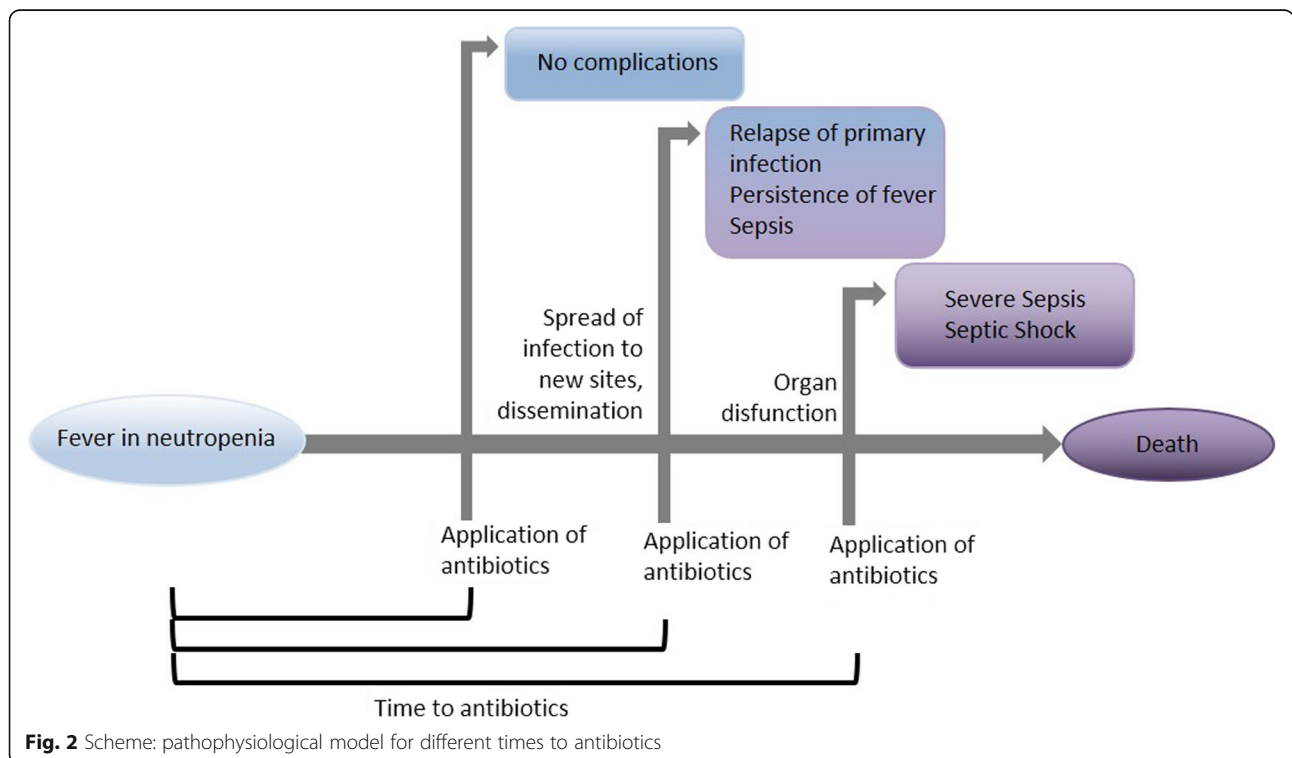 No complications
Relapse of primary
infection
Persistence of fever
Sepsis
Severe Sepsis
Septic Shock
Spread of
infection to
new sites,
dissemination
Organ
disfunction
Fever in neutropenia
Death
Application of
antibiotics
Application of
antibiotics
Application of
antibiotics
Time to antibiotics
Fig. 2 Scheme: pathophysiological model for different times to antibiotics